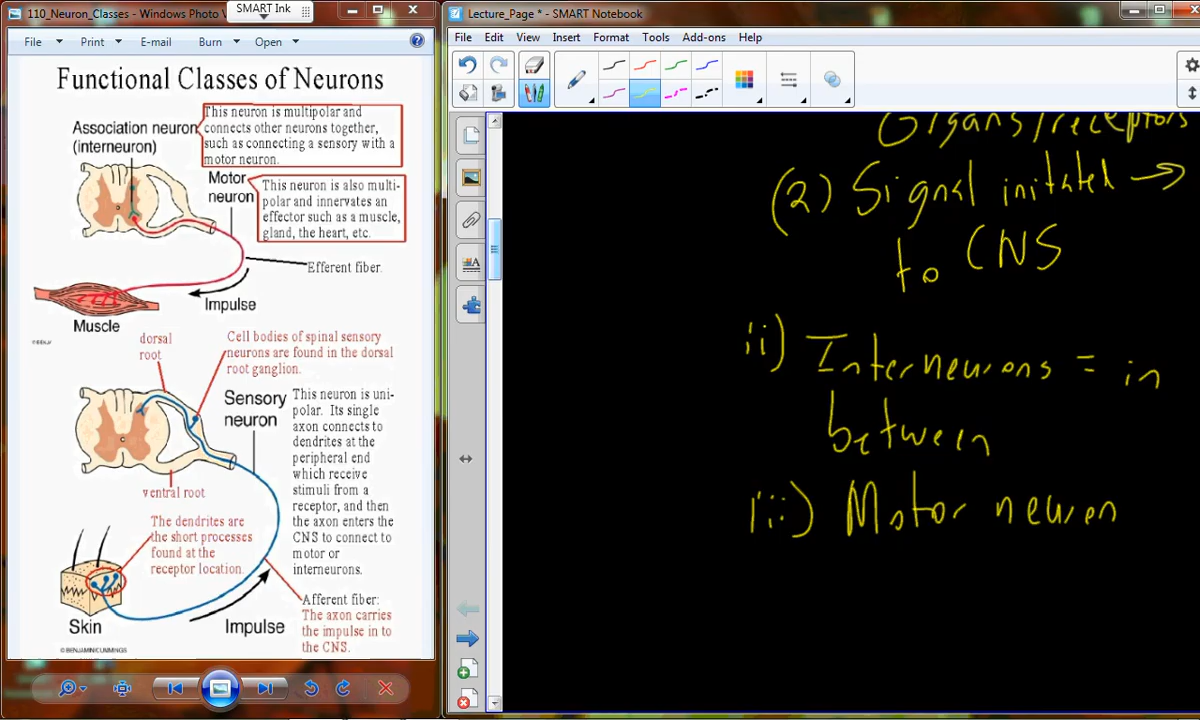 110_Neuron_Classes - Windows Photo V
SMART Ink
File Print E-mail Burn Open
Functional Classes of Neurons
Association neuron
(interneuron)
This neuron is multipolar and
connects other neurons together,
such as connecting a sensory with a
motor neuron.
Motor
neuron
This neuron is also multi-
polar and innervates an
effector such as a muscle,
gland, the heart, etc.
Efferent fiber.
Impulse
Muscle
dorsal
root
Cell bodies of spinal sensory
neurons are found in the dorsal
root ganglion.
Sensory
neuron
This neuron is uni-
polar. Its single
axon connects to
dendrites at the
peripheral end
which receive
stimuli from a
receptor, and then
the axon enters the
CNS to connect to
motor or
interneurons.
ventral root
The dendrites are
the short processes
found at the
receptor location.
Skin
Impulse
Afferent fiber:
The axon carries
the impulse in to
the CNS.
©BENJAMIN/CUMMINGS
Lecture_Page * - SMART Notebook
File Edit View Insert Format Tools Add-ons Help
Organs/receptors
(2) Signal initated →
to CNS
ii) Interneurons = in
between
iii) Motor neuron